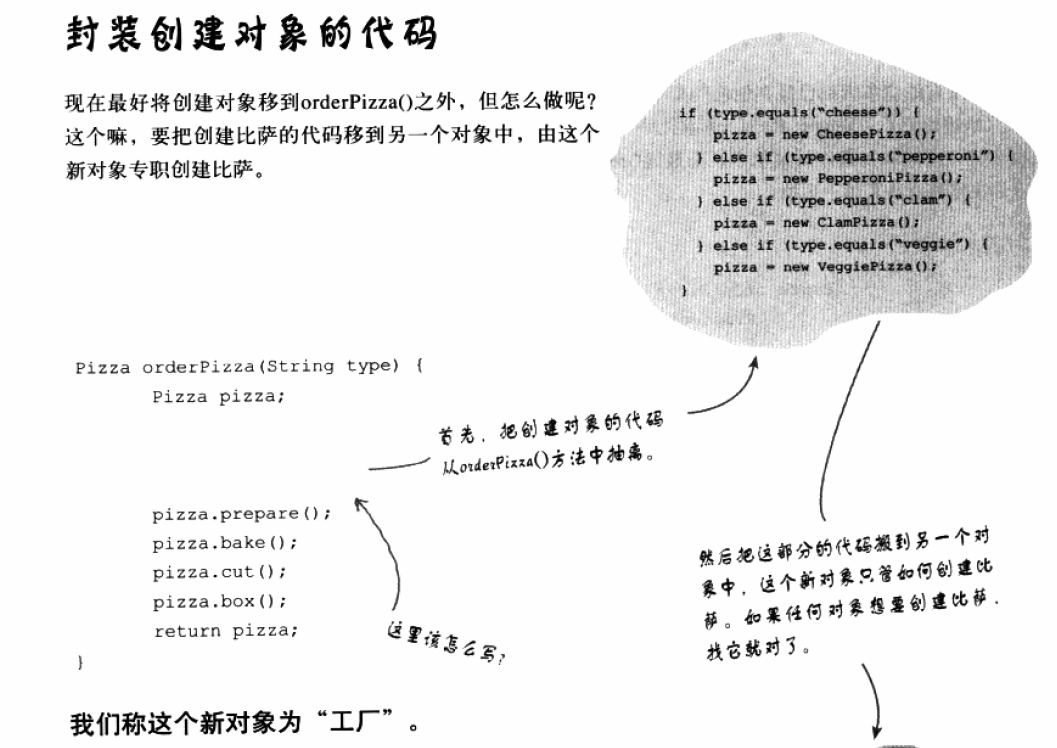 封装创建对象的代码
现在最好将创建对象移到orderPizza()之外，但怎么做呢？
这个嘛，要把创建比萨的代码移到另一个对象中，由这个
新对象专职创建比萨。
if (type.equals("cheese")) {
pizza = new CheesePizza();
} else if (type.equals("pepperoni") {
pizza = new PepperoniPizza();
} else if (type.equals("clam") {
pizza = new ClamPizza();
} else if (type.equals("veggie") {
pizza = new VeggiePizza();
}
Pizza orderPizza(String type) {
Pizza pizza;
首先，把创建对象的代码
从orderPizza()方法中抽离。
pizza.prepare();
pizza.bake();
pizza.cut();
pizza.box();
return pizza;
}
这里该怎么写？
然后把这部分的代码搬到另一个对
象中，这个新对象只管如何创建比
萨。如果任何对象想要创建比萨，
找它就对了。
我们称这个新对象为“工厂”。